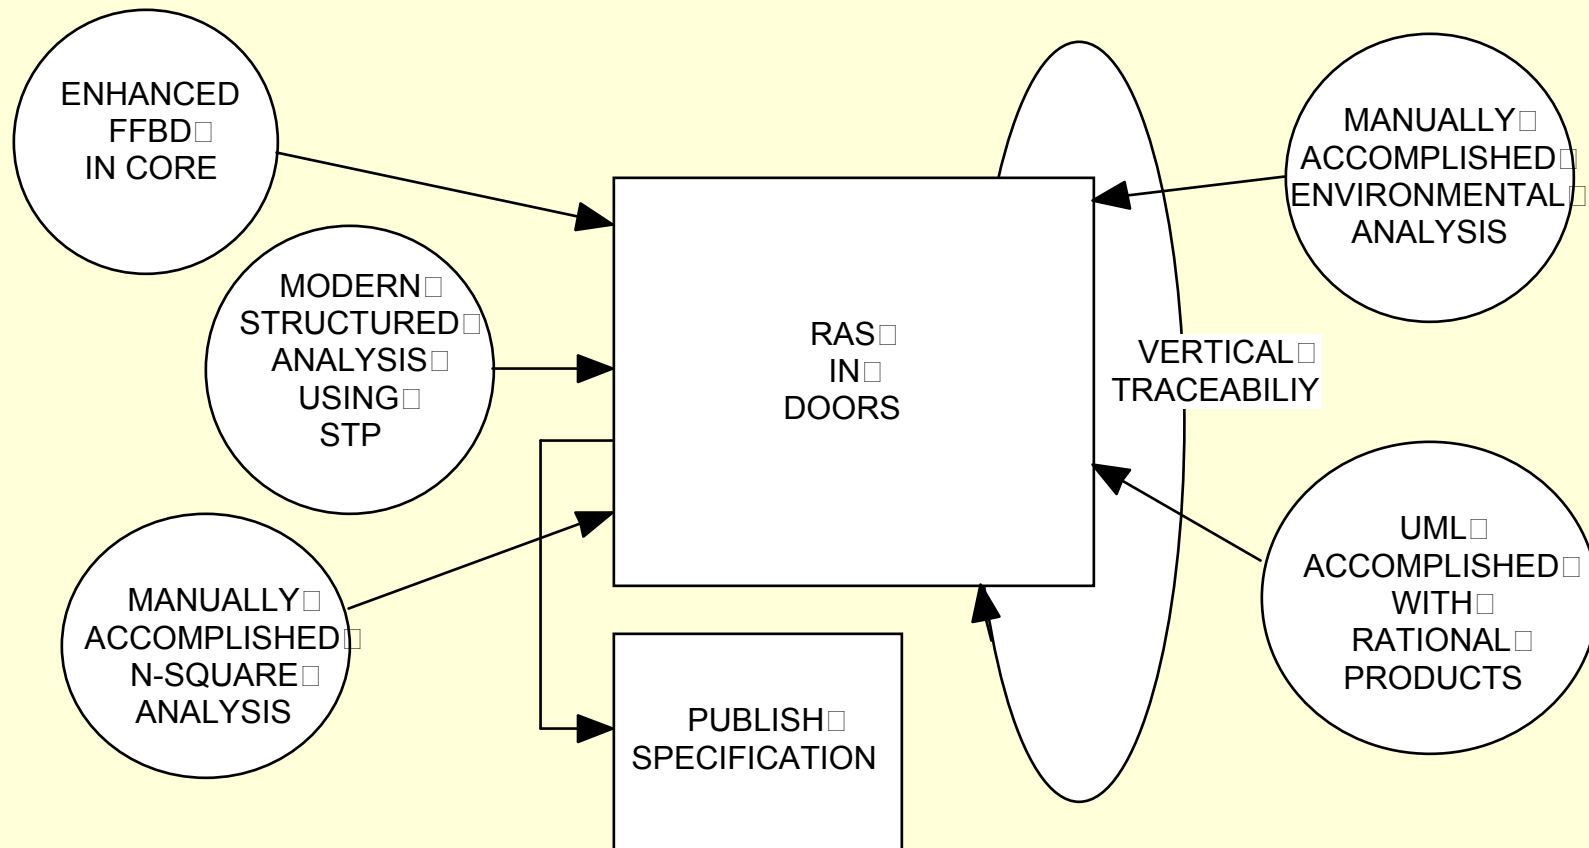 ENHANCED
FFBD□
IN CORE
MODERN□
STRUCTURED□
ANALYSIS□
USING□
STP
MANUALLY□
ACCOMPLISHED□
N-SQUARE□
ANALYSIS
RAS□
IN□
DOORS
PUBLISH□
SPECIFICATION
VERTICAL□
TRACEABILIY
MANUALLY□
ACCOMPLISHED□
ENVIRONMENTAL□
ANALYSIS
UML□
ACCOMPLISHED□
WITH□
RATIONAL□
PRODUCTS